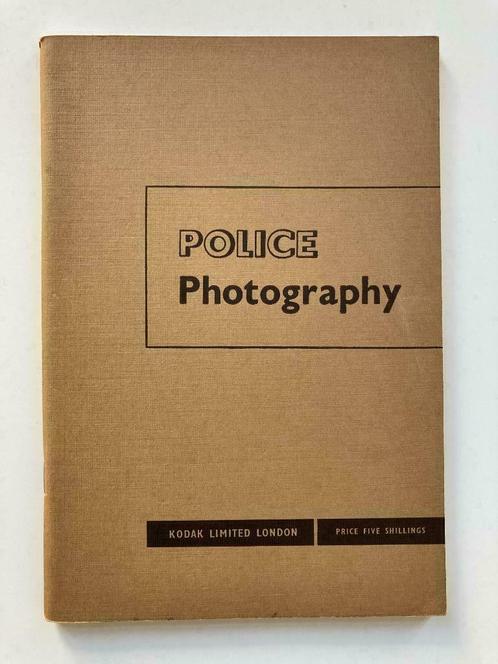 POLICE
Photography
KODAK LIMITED LONDON
PRICE FIVE SHILLINGS